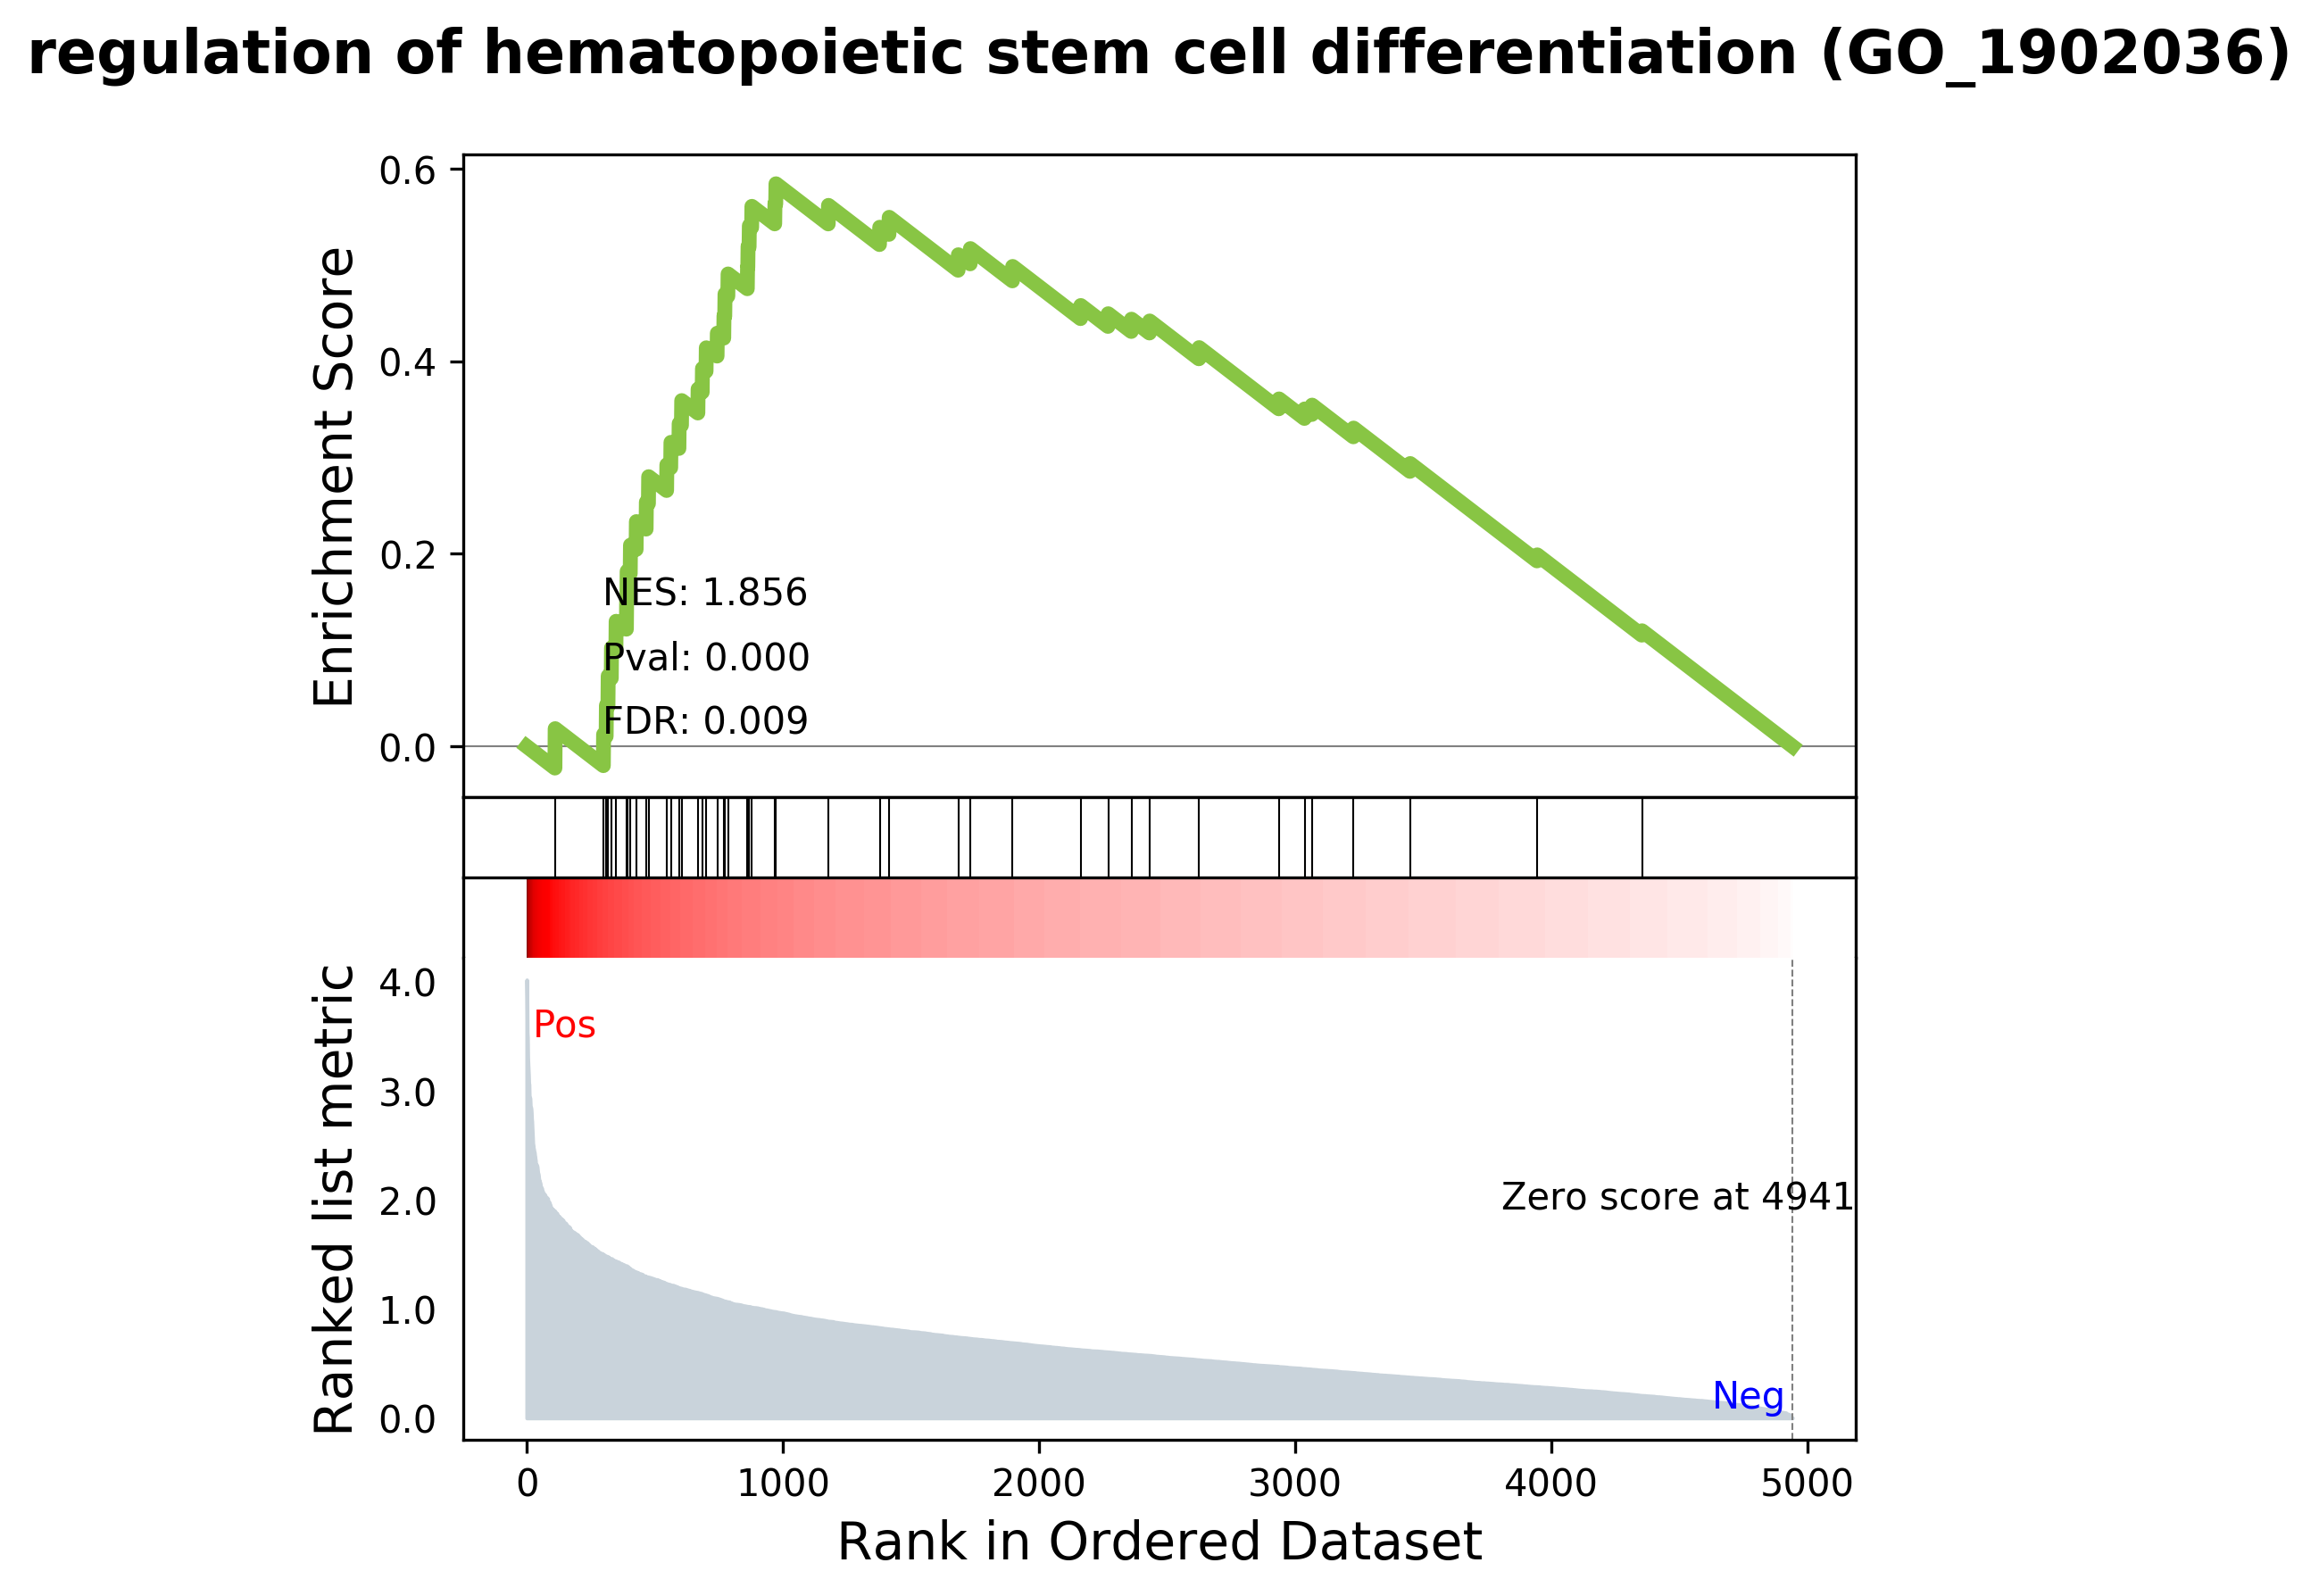 regulation of hematopoietic stem cell differentiation (GO_1902036)
0.6
0.4
0.2
0.0
Enrichment Score
NES: 1.856
Pval: 0.000
FDR: 0.009
4.0
3.0
2.0
1.0
0.0
Ranked list metric
Pos
Zero score at 4941
Neg
0 1000 2000 3000 4000 5000
Rank in Ordered Dataset